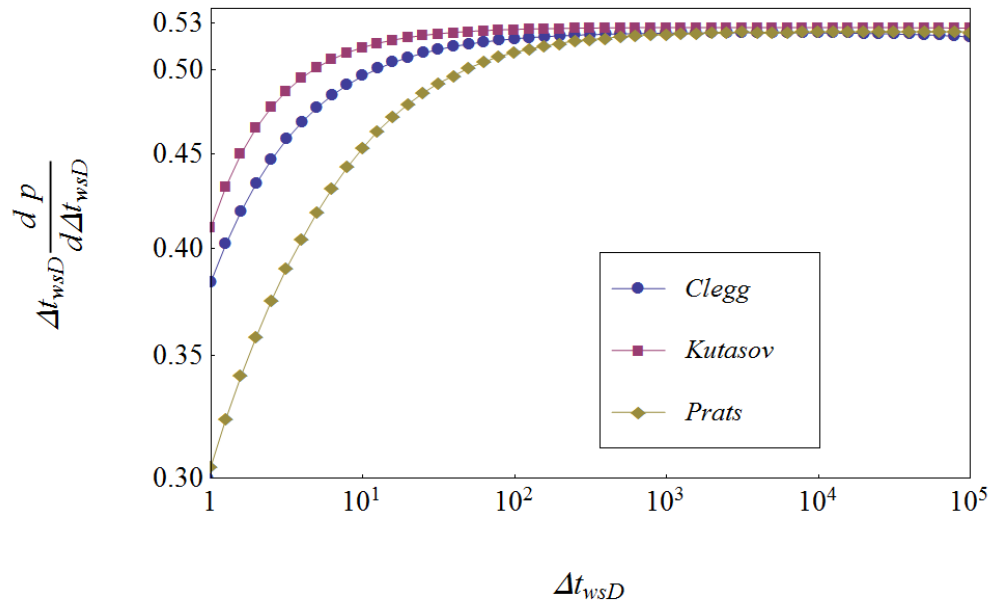 0.53
0.50
0.45
0.40
0.35
0.30
Δt_wsD d p / dΔt_wsD
Clegg
Kutasov
Prats
1 10^1 10^2 10^3 10^4 10^5
Δt_wsD